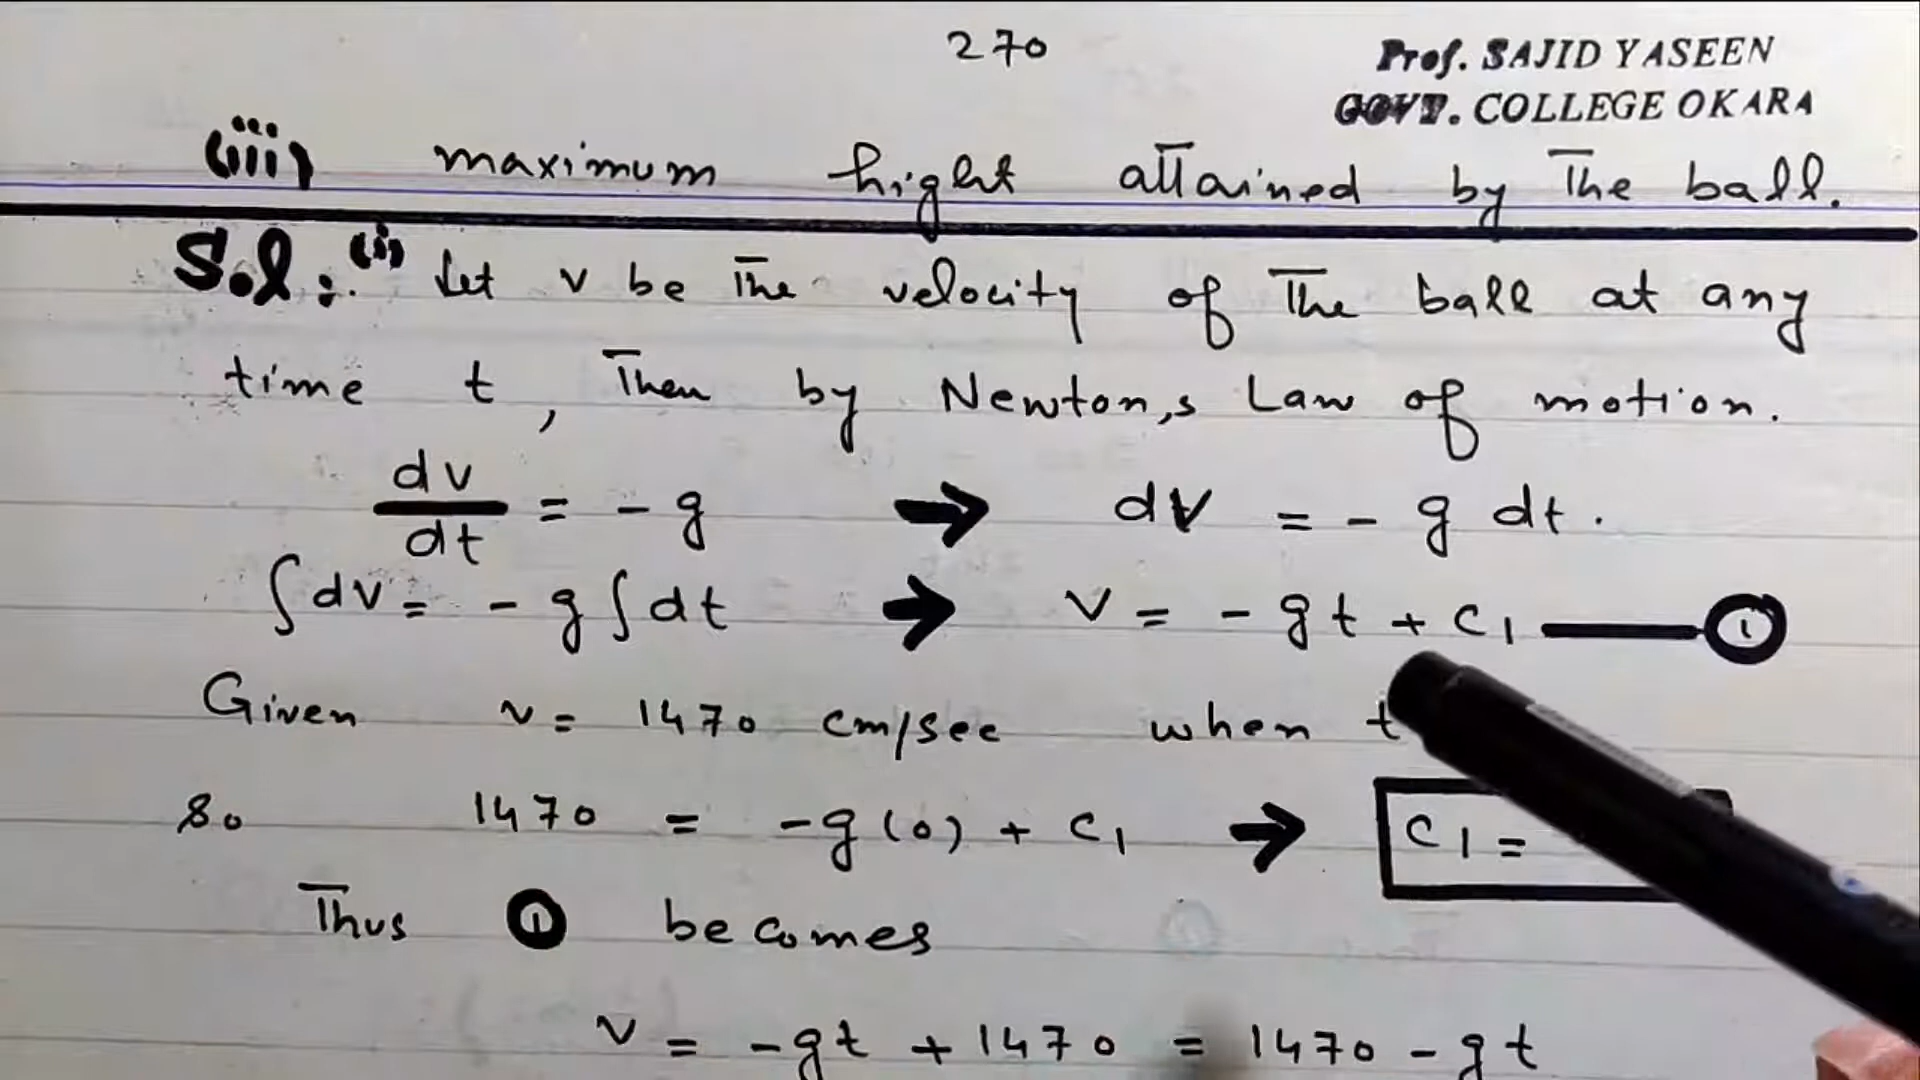 270
Prof. SAJID YASEEN
GOVT. COLLEGE OKARA
(iii) maximum hight attained by The ball.
Sol:. (i) Let v be The velocity of The ball at any
time t, Then by Newton,s Law of motion.
dv/dt = - g → dv = - g dt.
∫dv = - g∫dt → v = - gt + c1 — ①
Given v = 1470 cm/sec when t
So 1470 = -g(0) + c1 → c1 =
Thus ① becomes
v = -gt + 1470 = 1470 - gt